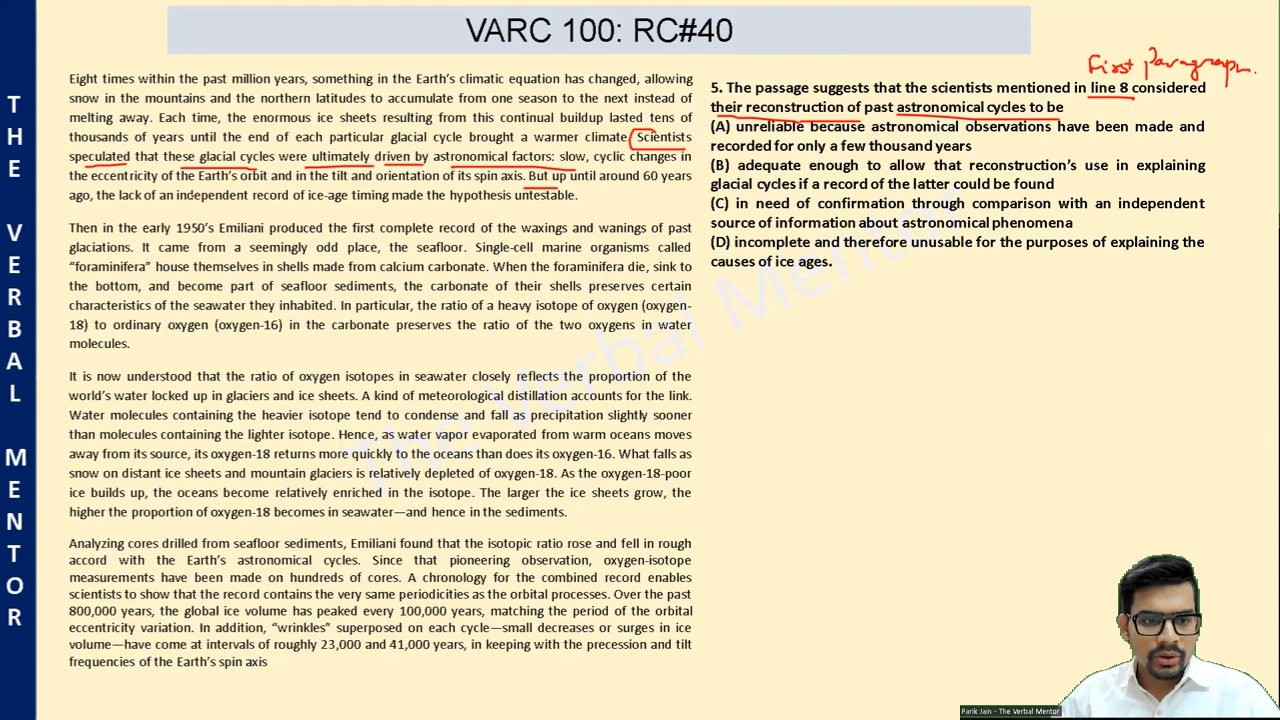 VARC 100: RC#40
THE VERBAL MENTOR
Eight times within the past million years, something in the Earth's climatic equation has changed, allowing
snow in the mountains and the northern latitudes to accumulate from one season to the next instead of
melting away. Each time, the enormous ice sheets resulting from this continual buildup lasted tens of
thousands of years until the end of each particular glacial cycle brought a warmer climate Scientists
speculated that these glacial cycles were ultimately driven by astronomical factors: slow, cyclic changes in
the eccentricity of the Earth's orbit and in the tilt and orientation of its spin axis. But up until around 60 years
ago, the lack of an independent record of ice-age timing made the hypothesis untestable.
Then in the early 1950's Emiliani produced the first complete record of the waxings and wanings of past
glaciations. It came from a seemingly odd place, the seafloor. Single-cell marine organisms called
“foraminifera” house themselves in shells made from calcium carbonate. When the foraminifera die, sink to
the bottom, and become part of seafloor sediments, the carbonate of their shells preserves certain
characteristics of the seawater they inhabited. In particular, the ratio of a heavy isotope of oxygen (oxygen-
18) to ordinary oxygen (oxygen-16) in the carbonate preserves the ratio of the two oxygens in water
molecules.
It is now understood that the ratio of oxygen isotopes in seawater closely reflects the proportion of the
world's water locked up in glaciers and ice sheets. A kind of meteorological distillation accounts for the link.
Water molecules containing the heavier isotope tend to condense and fall as precipitation slightly sooner
than molecules containing the lighter isotope. Hence, as water vapor evaporated from warm oceans moves
away from its source, its oxygen-18 returns more quickly to the oceans than does its oxygen-16. What falls as
snow on distant ice sheets and mountain glaciers is relatively depleted of oxygen-18. As the oxygen-18-poor
ice builds up, the oceans become relatively enriched in the isotope. The larger the ice sheets grow, the
higher the proportion of oxygen-18 becomes in seawater—and hence in the sediments.
Analyzing cores drilled from seafloor sediments, Emiliani found that the isotopic ratio rose and fell in rough
accord with the Earth's astronomical cycles. Since that pioneering observation, oxygen-isotope
measurements have been made on hundreds of cores. A chronology for the combined record enables
scientists to show that the record contains the very same periodicities as the orbital processes. Over the past
800,000 years, the global ice volume has peaked every 100,000 years, matching the period of the orbital
eccentricity variation. In addition, “wrinkles” superposed on each cycle—small decreases or surges in ice
volume—have come at intervals of roughly 23,000 and 41,000 years, in keeping with the precession and tilt
frequencies of the Earth's spin axis
First Paragraph.
5. The passage suggests that the scientists mentioned in line 8 considered
their reconstruction of past astronomical cycles to be
(A) unreliable because astronomical observations have been made and
recorded for only a few thousand years
(B) adequate enough to allow that reconstruction's use in explaining
glacial cycles if a record of the latter could be found
(C) in need of confirmation through comparison with an independent
source of information about astronomical phenomena
(D) incomplete and therefore unusable for the purposes of explaining the
causes of ice ages.
The Verbal Mentor
Parik Jain - The Verbal Mentor